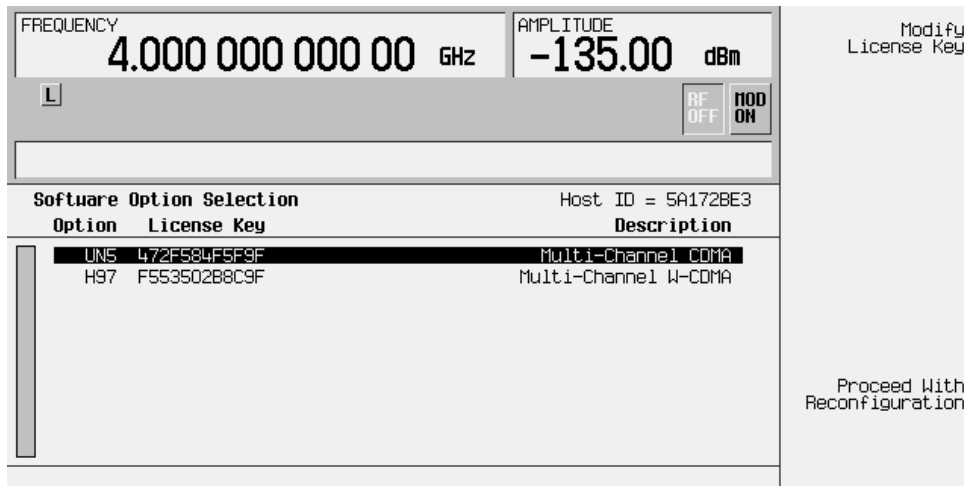 FREQUENCY
4.000 000 000 00 GHz
AMPLITUDE
-135.00 dBm
Modify
License Key
L
RF
OFF
MOD
ON
Software Option Selection
Host ID = 5A172BE3
Option License Key Description
UN5 472F584F5F9F Multi-Channel CDMA
H97 F553502B8C9F Multi-Channel W-CDMA
Proceed With
Reconfiguration